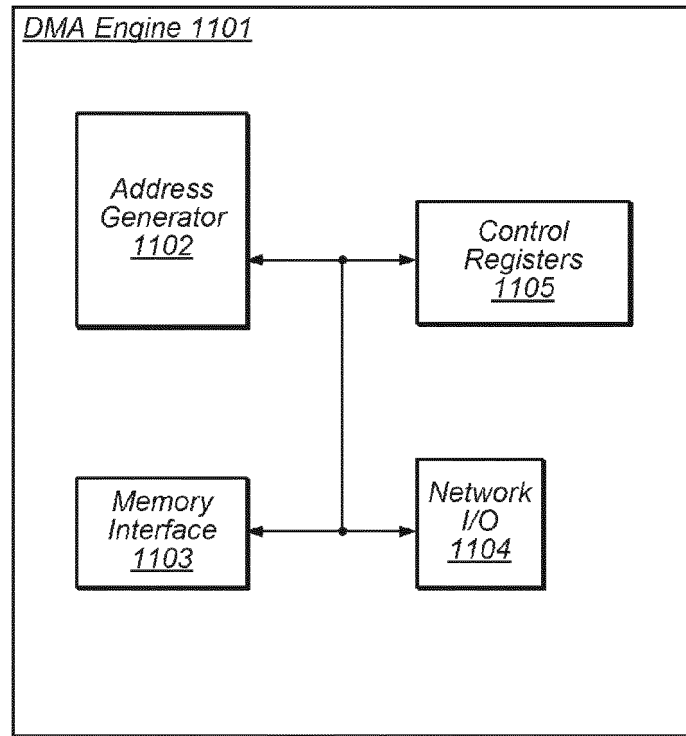 DMA Engine 1101
Address
Generator
1102
Control
Registers
1105
Memory
Interface
1103
Network
I/O
1104